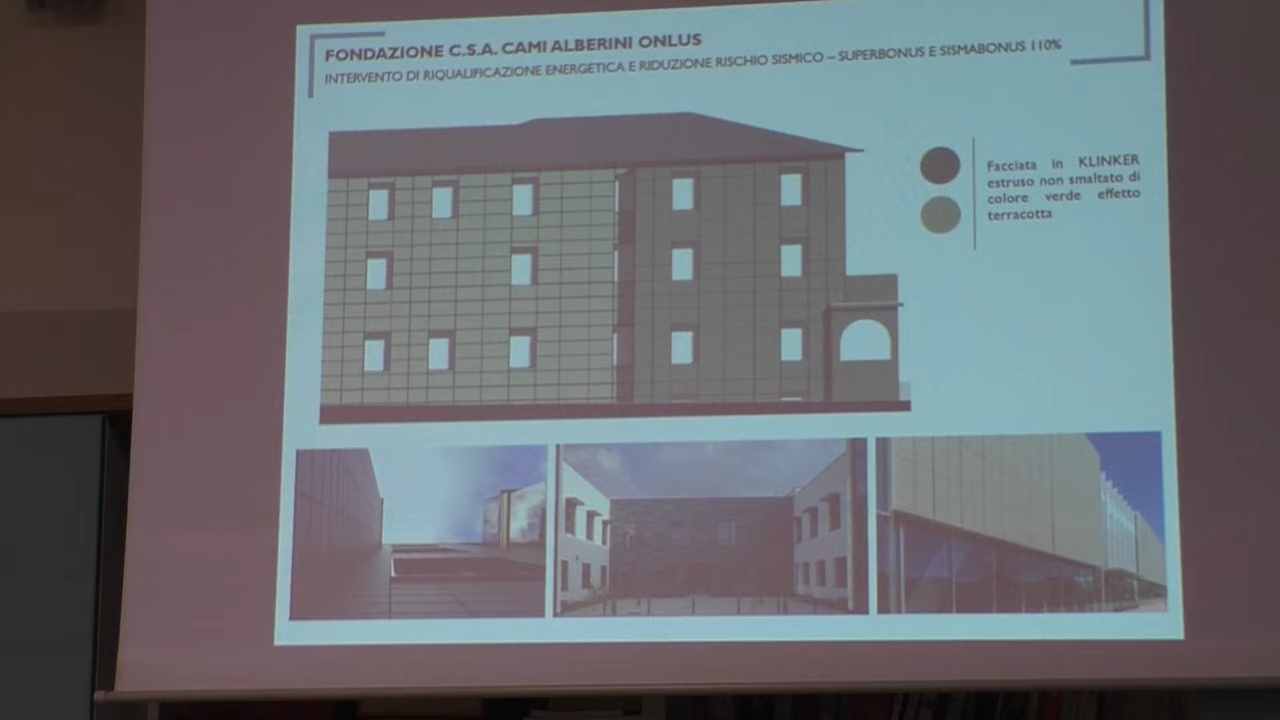 FONDAZIONE C.S.A. CAMI ALBERINI ONLUS
INTERVENTO DI RIQUALIFICAZIONE ENERGETICA E RIDUZIONE RISCHIO SISMICO – SUPERBONUS E SISMABONUS 110%
Facciata in KLINKER
estruso non smaltato di
colore verde effetto
terracotta